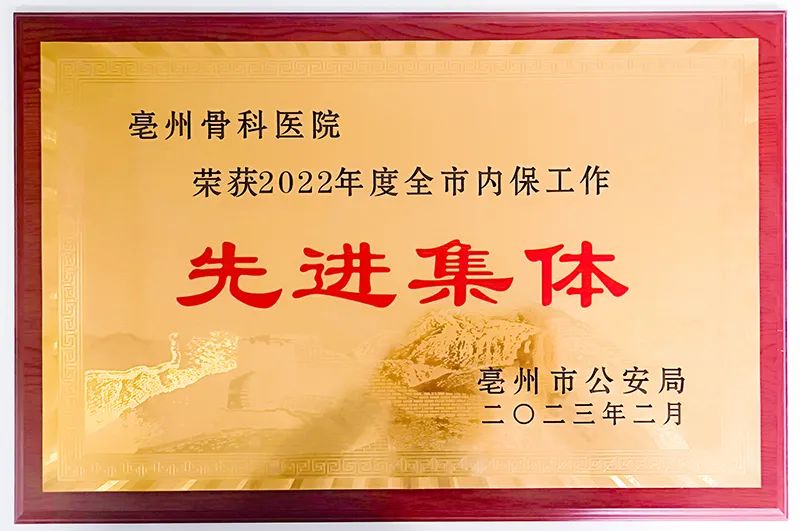 亳州骨科医院
荣获2022年度全市内保工作
先进集体
亳州市公安局
二〇二三年二月